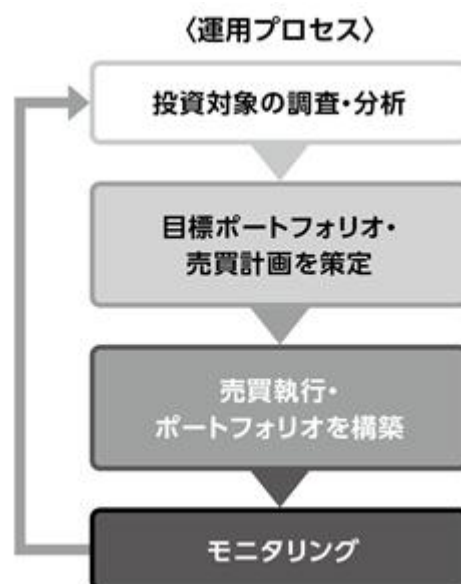 〈運用プロセス〉
投資対象の調査・分析
目標ポートフォリオ・
売買計画を策定
売買執行・
ポートフォリオを構築
モニタリング